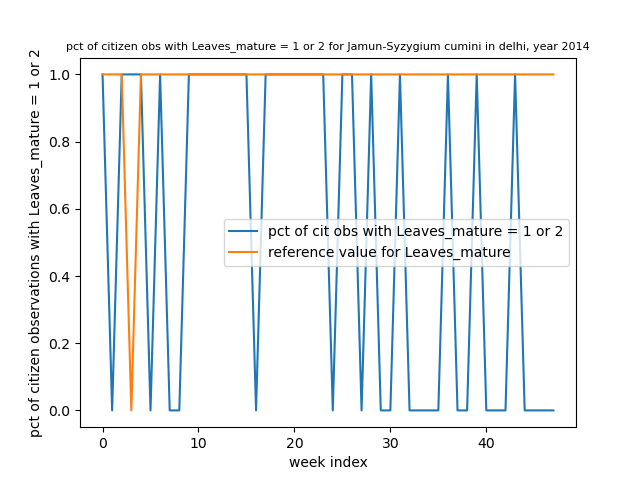 pct of citizen obs with Leaves_mature = 1 or 2 for Jamun-Syzygium cumini in delhi, year 2014
pct of citizen observations with Leaves_mature = 1 or 2
1.0
0.8
0.6
0.4
0.2
0.0
pct of cit obs with Leaves_mature = 1 or 2
reference value for Leaves_mature
0 10 20 30 40
week index